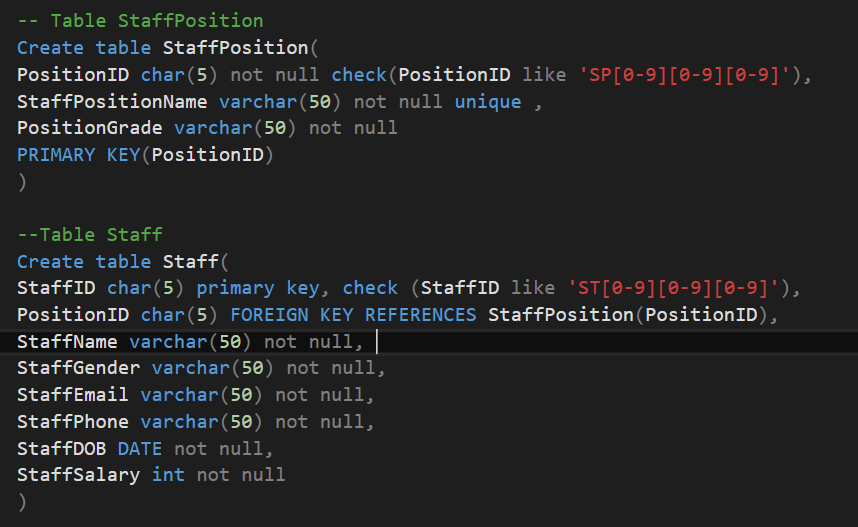 -- Table StaffPosition
Create table StaffPosition(
PositionID char(5) not null check(PositionID like 'SP[0-9][0-9][0-9]'),
StaffPositionName varchar(50) not null unique ,
PositionGrade varchar(50) not null
PRIMARY KEY(PositionID)
)
--Table Staff
Create table Staff(
StaffID char(5) primary key, check (StaffID like 'ST[0-9][0-9][0-9]'),
PositionID char(5) FOREIGN KEY REFERENCES StaffPosition(PositionID),
StaffName varchar(50) not null,
StaffGender varchar(50) not null,
StaffEmail varchar(50) not null,
StaffPhone varchar(50) not null,
StaffDOB DATE not null,
StaffSalary int not null
)